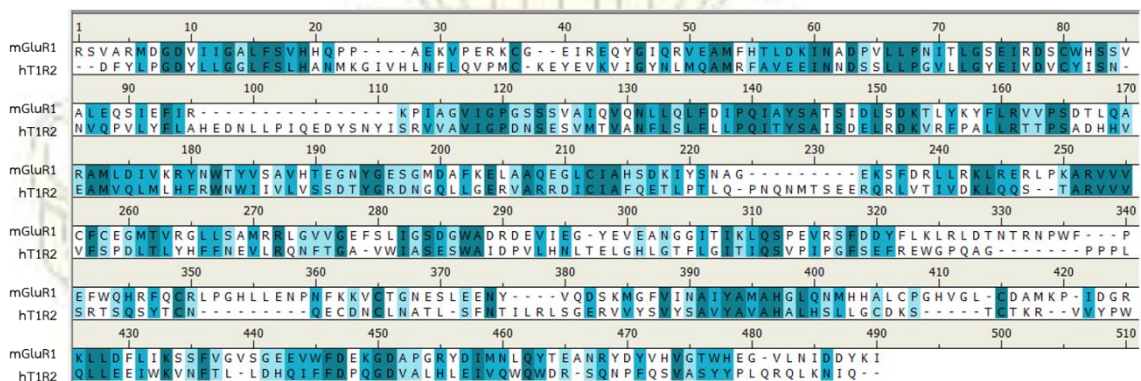 1 10 20 30 40 50 60 70 80
mGluR1 RSVARMDGDVIIGALFSVHHQPP----AEKVPERKCG--EIREQYGIQRVEAMFHTLDKINADPVLLPNITLGSEIRDSCWHSSV
hT1R2 --DFYLPGDYLLGGLFSLHANMKGIVHLNFLQVPMC-KEYEVKVIGYNLMQAMRFAVEEINNDSSLLPGVLLGYEIVDVCYISN-
90 100 110 120 130 140 150 160 170
mGluR1 ALEQSIEFIR----------------KPIAGVIGPGSSSVAIQVQNLLQLFDIPQIAYSATSIDLSDKTLYKYFLRVVPSDTLQA
hT1R2 NVQPVLYFLAHEDNLLPIQEDYSNYISRVVAVIGPDNSESVMTVANFLSLFLLPQITYSAISDELRDKVRFPALLRTTPSADHHV
180 190 200 210 220 230 240 250
mGluR1 RAMLDIVKRYNWTYVSAVHTEGNYGESGMDAFKELAAQEGLCIAHSDKIYSNAG---------EKSFDRLLRKLRERLPKARVVV
hT1R2 EAMVQLMLHFRWNWIIVLVSSDTYGRDNGQLLGERVARRDICIAFQETLPTLQ-PNQNMTSEERQRLVTIVDKLQQS--TARVVV
260 270 280 290 300 310 320 330 340
mGluR1 CFCEGMTVRGLLSAMRRLGVVGEFSLIGSDGWADRDEVIEG-YEVEANGGITIKLQSPEVRSFDDYFLKLRLDTNTRNPWF---P
hT1R2 VFSPDLTLYHFFNEVLRQNFTGA-VWIASESWAIDPVLHNLTELGHLGTFLGITIQSVPIPGFSEFREWGPQAG------PPPL
350 360 370 380 390 400 410 420
mGluR1 EFWQHRFQCRLPGHLLENPNFKKVCTGNESLEENY----VQDSKMGFVINAIYAMAHGLQNMHHALCPGHVGL-CDAMKP-IDGR
hT1R2 SRTSQSYTCN---------QECDNCLNATL-SFNTILRLSGERVVYSVYSAVYAVAHALHSLLGCDKS-----TCTKR--VVYPW
430 440 450 460 470 480 490 510
mGluR1 KLLDFLIKSSFVGVSGEEVWFDEKGDAPGRYDIMNLQYTEANRYDYVHVGTWHEG-VLNIDDYKI
hT1R2 QLLEEIWKVNFTL-LDHQIFFDPQGDVALHLEIVQWQWDR-SQNPFQSVASYYPLQRQLKNIQ--